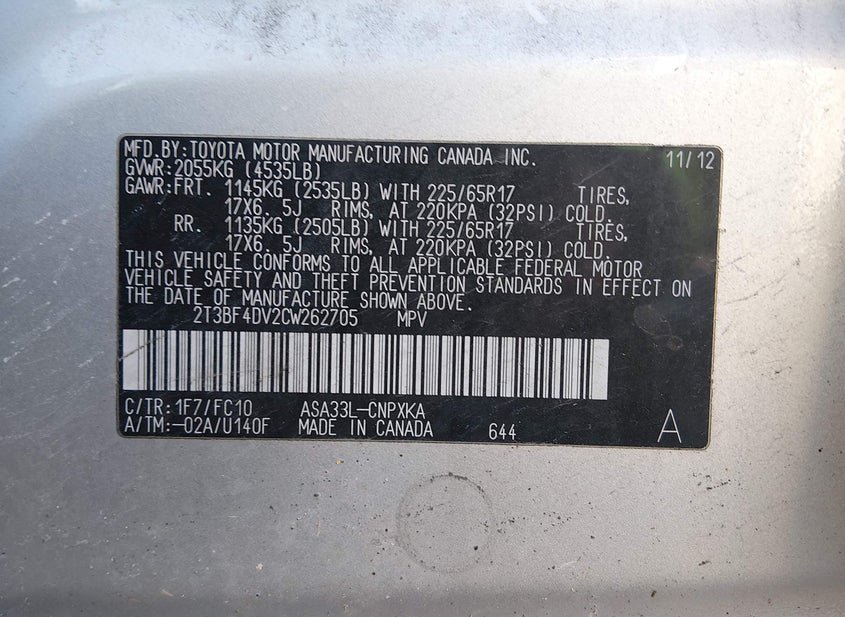 MFD.BY:TOYOTA MOTOR MANUFACTURING CANADA INC. 11/12
GVWR:2055KG (4535LB)
GAWR:FRT. 1145KG (2535LB) WITH 225/65R17 TIRES,
17X6. 5J RIMS, AT 220KPA (32PSI) COLD.
RR. 1135KG (2505LB) WITH 225/65R17 TIRES,
17X6. 5J RIMS, AT 220KPA (32PSI) COLD.
THIS VEHICLE CONFORMS TO ALL APPLICABLE FEDERAL MOTOR
VEHICLE SAFETY AND THEFT PREVENTION STANDARDS IN EFFECT ON
THE DATE OF MANUFACTURE SHOWN ABOVE.
2T3BF4DV2CW262705 MPV
C/TR:1F7/FC10 ASA33L-CNPXKA
A/TM:-02A/U140F MADE IN CANADA 644 A